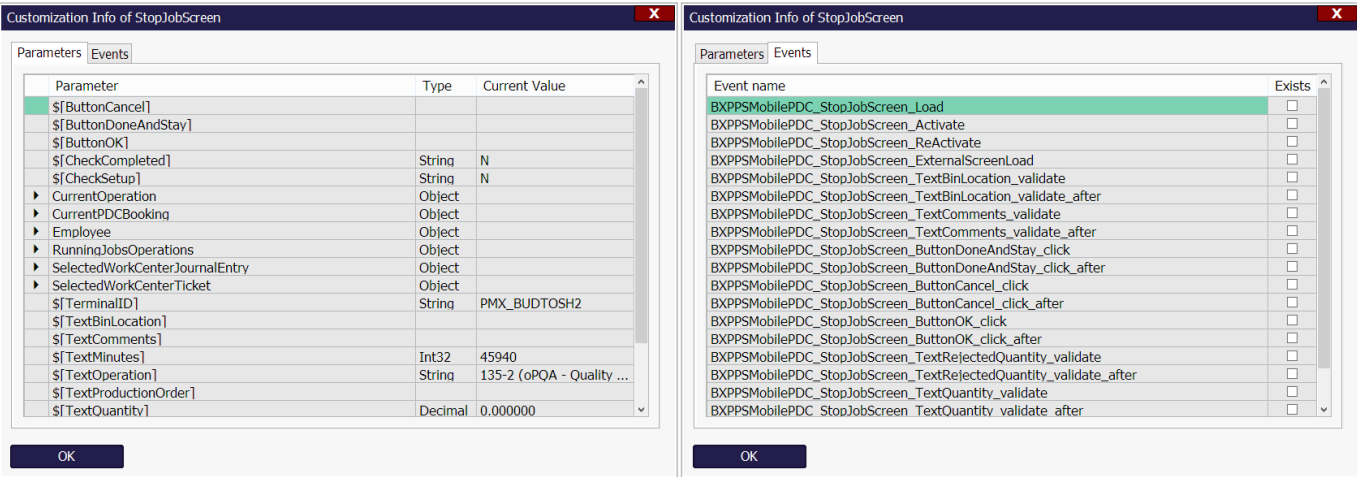 Customization Info of StopJobScreen X
Parameters Events
Parameter Type Current Value
$[ButtonCancel]
$[ButtonDoneAndStay]
$[ButtonOK]
$[CheckCompleted] String N
$[CheckSetup] String N
CurrentOperation Object
CurrentPDCBooking Object
Employee Object
RunningJobsOperations Object
SelectedWorkCenterJournalEntry Object
SelectedWorkCenterTicket Object
$[TerminalID] String PMX_BUDTOSH2
$[TextBinLocation]
$[TextComments]
$[TextMinutes] Int32 45940
$[TextOperation] String 135-2 (oPQA - Quality ...
$[TextProductionOrder]
$[TextQuantity] Decimal 0.000000
OK
Customization Info of StopJobScreen X
Parameters Events
Event name Exists
BXPPSMobilePDC_StopJobScreen_Load
BXPPSMobilePDC_StopJobScreen_Activate
BXPPSMobilePDC_StopJobScreen_ReActivate
BXPPSMobilePDC_StopJobScreen_ExternalScreenLoad
BXPPSMobilePDC_StopJobScreen_TextBinLocation_validate
BXPPSMobilePDC_StopJobScreen_TextBinLocation_validate_after
BXPPSMobilePDC_StopJobScreen_TextComments_validate
BXPPSMobilePDC_StopJobScreen_TextComments_validate_after
BXPPSMobilePDC_StopJobScreen_ButtonDoneAndStay_click
BXPPSMobilePDC_StopJobScreen_ButtonDoneAndStay_click_after
BXPPSMobilePDC_StopJobScreen_ButtonCancel_click
BXPPSMobilePDC_StopJobScreen_ButtonCancel_click_after
BXPPSMobilePDC_StopJobScreen_ButtonOK_click
BXPPSMobilePDC_StopJobScreen_ButtonOK_click_after
BXPPSMobilePDC_StopJobScreen_TextRejectedQuantity_validate
BXPPSMobilePDC_StopJobScreen_TextRejectedQuantity_validate_after
BXPPSMobilePDC_StopJobScreen_TextQuantity_validate
BXPPSMobilePDC_StopJobScreen_TextQuantity_validate_after
OK